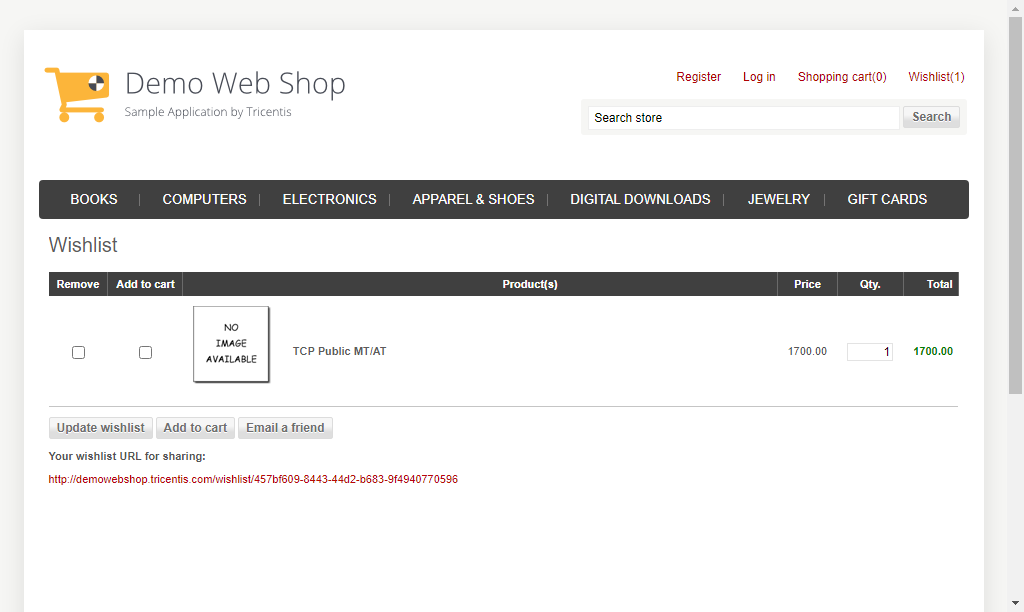 Demo Web Shop
Sample Application by Tricentis
Register Log in Shopping cart(0) Wishlist(1)
Search store Search
BOOKS COMPUTERS ELECTRONICS APPAREL & SHOES DIGITAL DOWNLOADS JEWELRY GIFT CARDS
Wishlist
Remove Add to cart Product(s) Price Qty. Total
NO
IMAGE
AVAILABLE
TCP Public MT/AT 1700.00 1 1700.00
Update wishlist Add to cart Email a friend
Your wishlist URL for sharing:
http://demowebshop.tricentis.com/wishlist/457bf609-8443-44d2-b683-9f4940770596